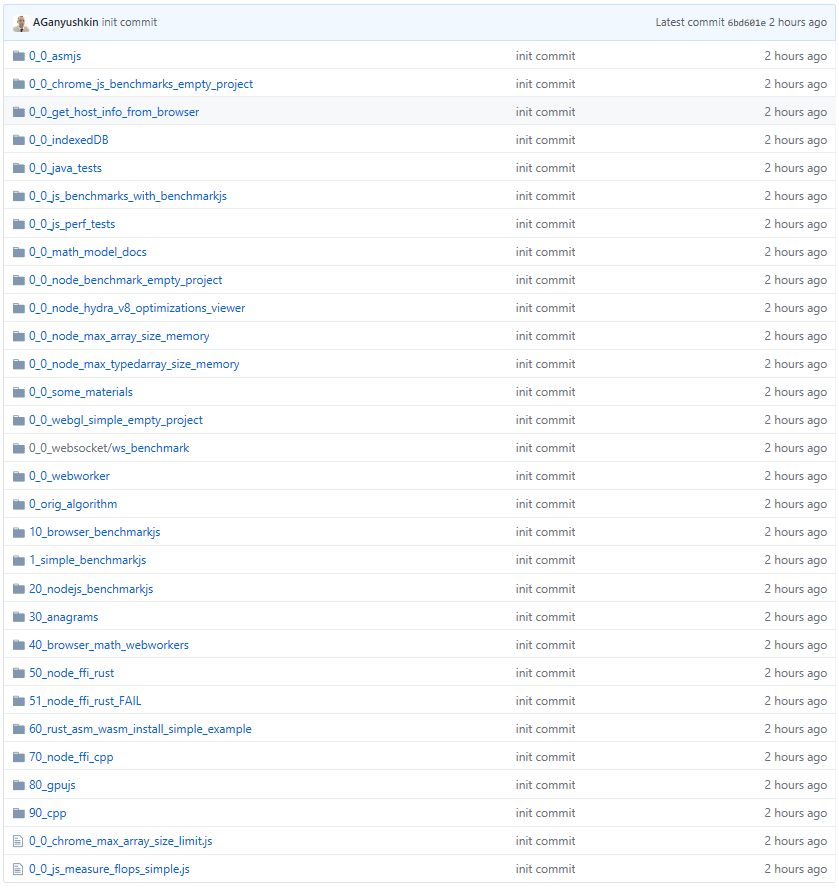 AGanyushkin init commit Latest commit 6bd601e 2 hours ago
0_0_asmjs init commit 2 hours ago
0_0_chrome_js_benchmarks_empty_project init commit 2 hours ago
0_0_get_host_info_from_browser init commit 2 hours ago
0_0_indexedDB init commit 2 hours ago
0_0_java_tests init commit 2 hours ago
0_0_js_benchmarks_with_benchmarkjs init commit 2 hours ago
0_0_js_perf_tests init commit 2 hours ago
0_0_math_model_docs init commit 2 hours ago
0_0_node_benchmark_empty_project init commit 2 hours ago
0_0_node_hydra_v8_optimizations_viewer init commit 2 hours ago
0_0_node_max_array_size_memory init commit 2 hours ago
0_0_node_max_typedarray_size_memory init commit 2 hours ago
0_0_some_materials init commit 2 hours ago
0_0_webgl_simple_empty_project init commit 2 hours ago
0_0_websocket/ws_benchmark init commit 2 hours ago
0_0_webworker init commit 2 hours ago
0_orig_algorithm init commit 2 hours ago
10_browser_benchmarkjs init commit 2 hours ago
1_simple_benchmarkjs init commit 2 hours ago
20_nodejs_benchmarkjs init commit 2 hours ago
30_anagrams init commit 2 hours ago
40_browser_math_webworkers init commit 2 hours ago
50_node_ffi_rust init commit 2 hours ago
51_node_ffi_rust_FAIL init commit 2 hours ago
60_rust_asm_wasm_install_simple_example init commit 2 hours ago
70_node_ffi_cpp init commit 2 hours ago
80_gpujs init commit 2 hours ago
90_cpp init commit 2 hours ago
0_0_chrome_max_array_size_limit.js init commit 2 hours ago
0_0_js_measure_flops_simple.js init commit 2 hours ago